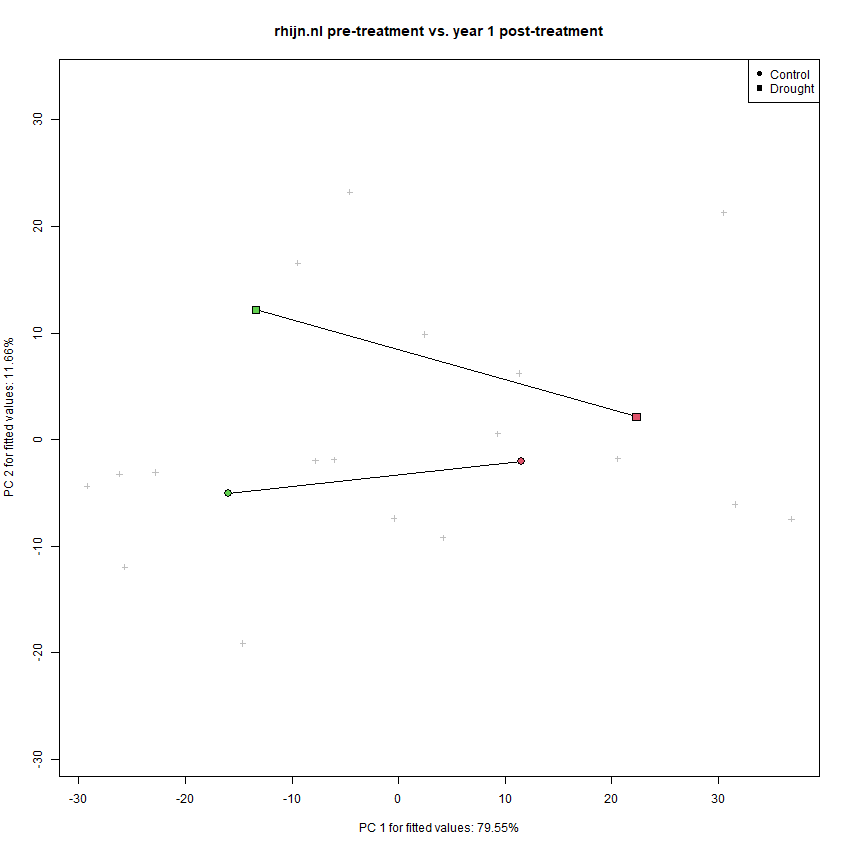 rhijn.nl pre-treatment vs. year 1 post-treatment
Control
Drought
30
20
10
0
-10
-20
-30
PC 2 for fitted values: 11.66%
-30
-20
-10
0
10
20
30
PC 1 for fitted values: 79.55%